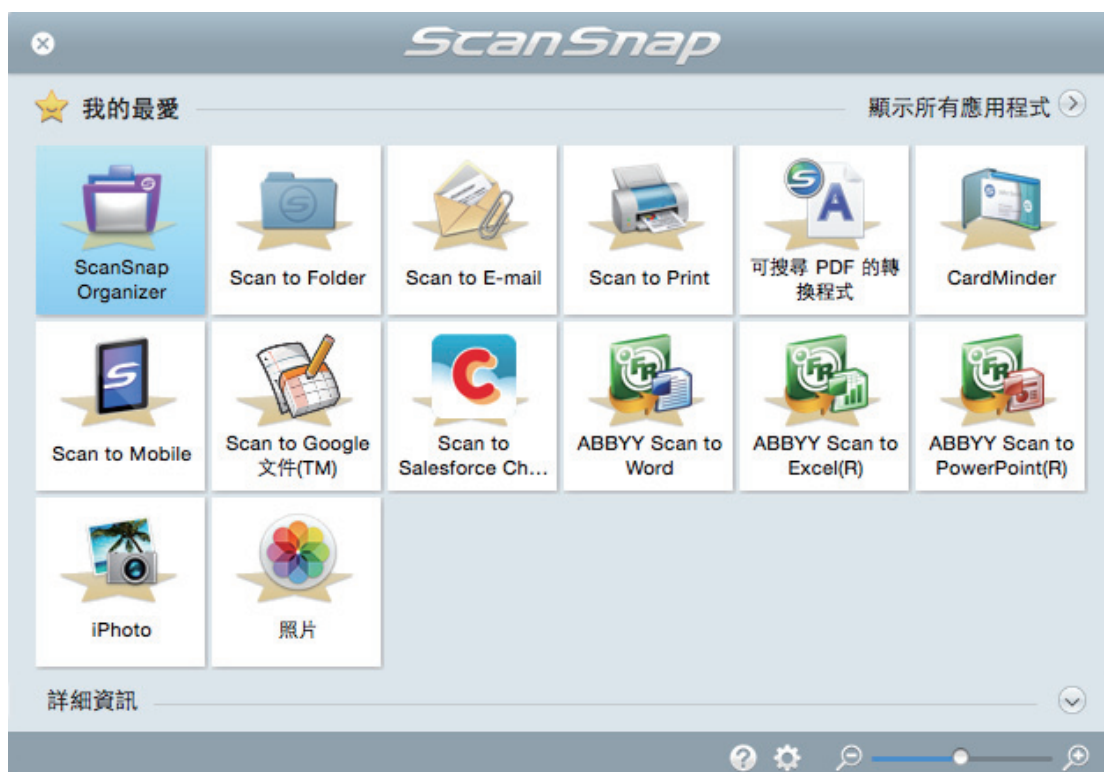 ScanSnap
我的最愛
顯示所有應用程式
ScanSnap
Organizer
Scan to Folder
Scan to E-mail
Scan to Print
可搜尋 PDF 的轉
換程式
CardMinder
Scan to Mobile
Scan to Google
文件(TM)
Scan to
Salesforce Ch...
ABBYY Scan to
Word
ABBYY Scan to
Excel(R)
ABBYY Scan to
PowerPoint(R)
iPhoto
照片
詳細資訊